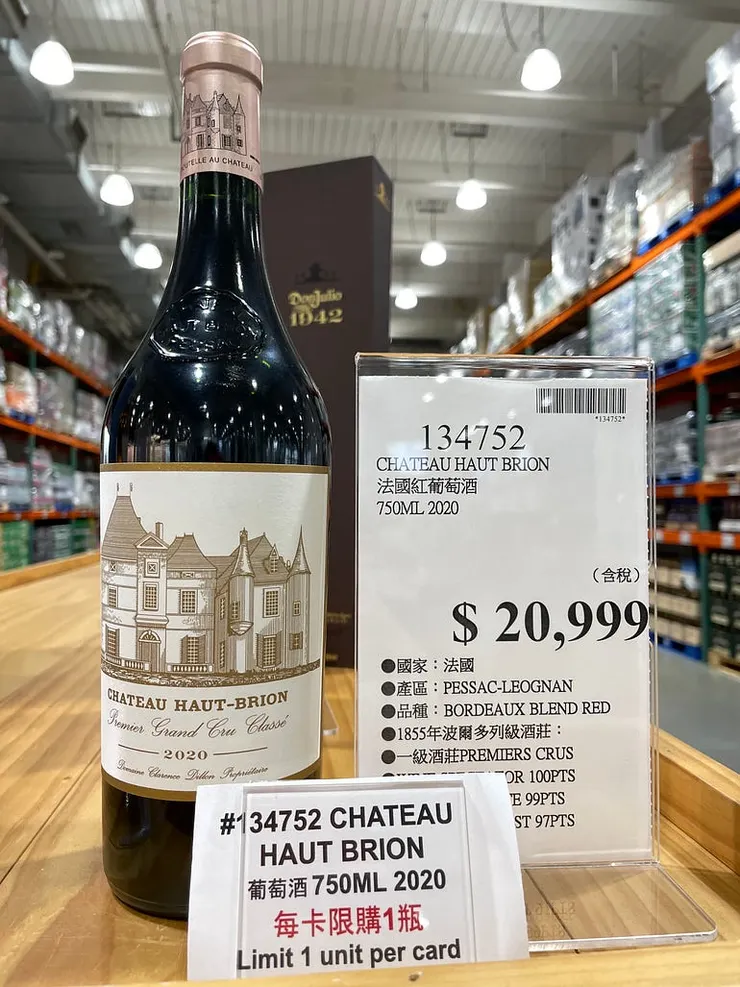 BOUTELLE AU CHATEAU
DonJulio
1942
CHATEAU HAUT-BRION
Premier Grand Cru Classé
2020
Domaine Clarence Dillon Propriétaire
*134752*
134752
CHATEAU HAUT BRION
法國紅葡萄酒
750ML 2020
(含稅)
$ 20,999
●國家：法國
●產區：PESSAC-LEOGNAN
●品種：BORDEAUX BLEND RED
●1855年波爾多列級酒莊：
●一級酒莊PREMIERS CRUS
100PTS
99PTS
97PTS
#134752 CHATEAU
HAUT BRION
葡萄酒 750ML 2020
每卡限購1瓶
Limit 1 unit per card